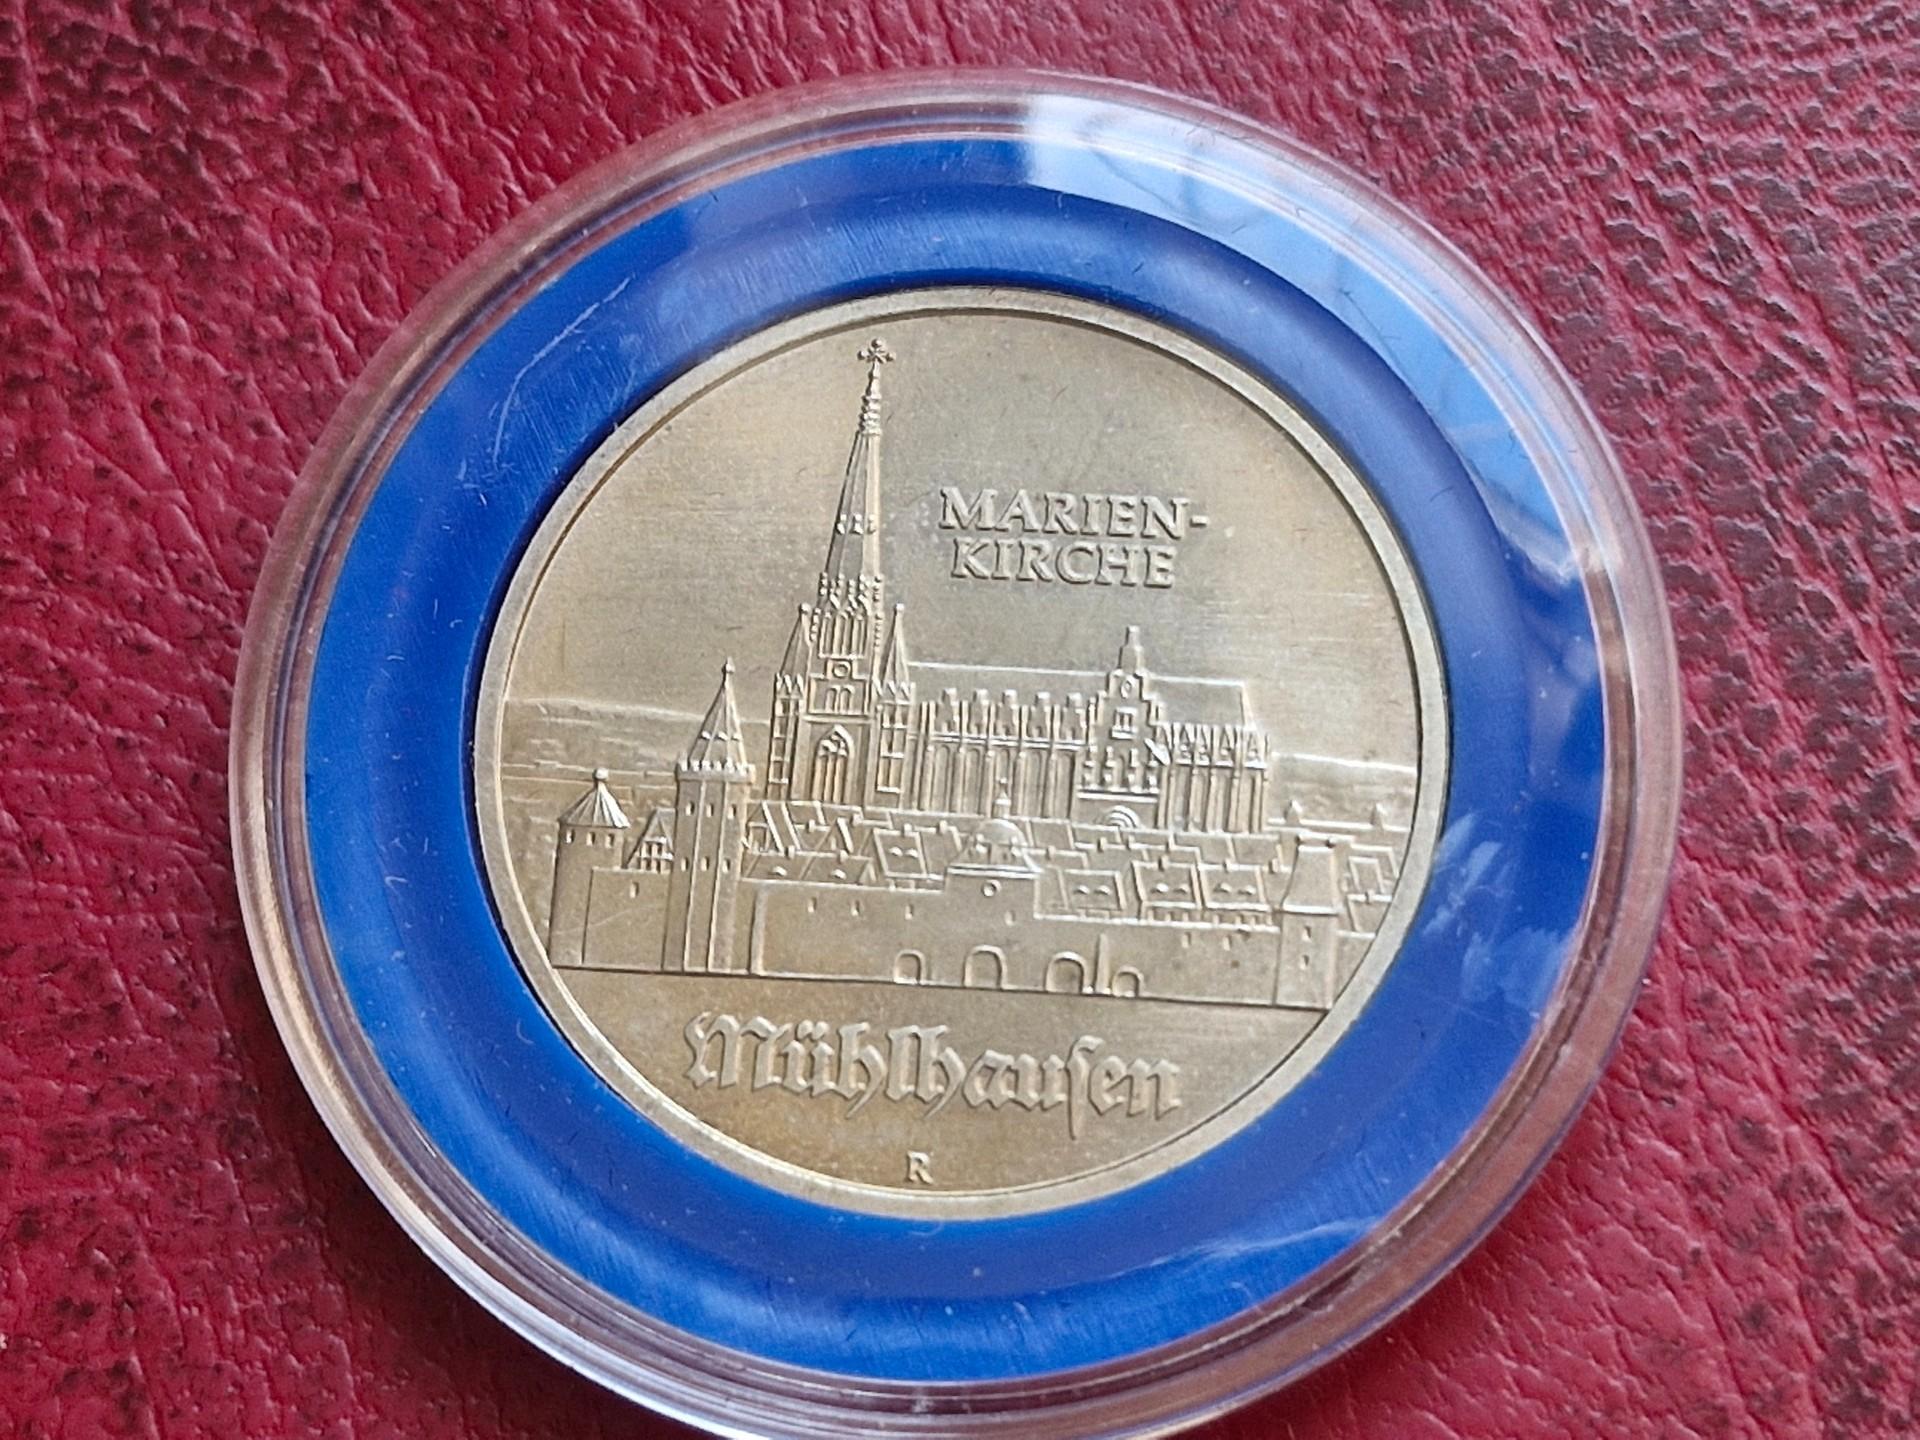 MARIEN-
KIRCHE
Mühlhauſen
R